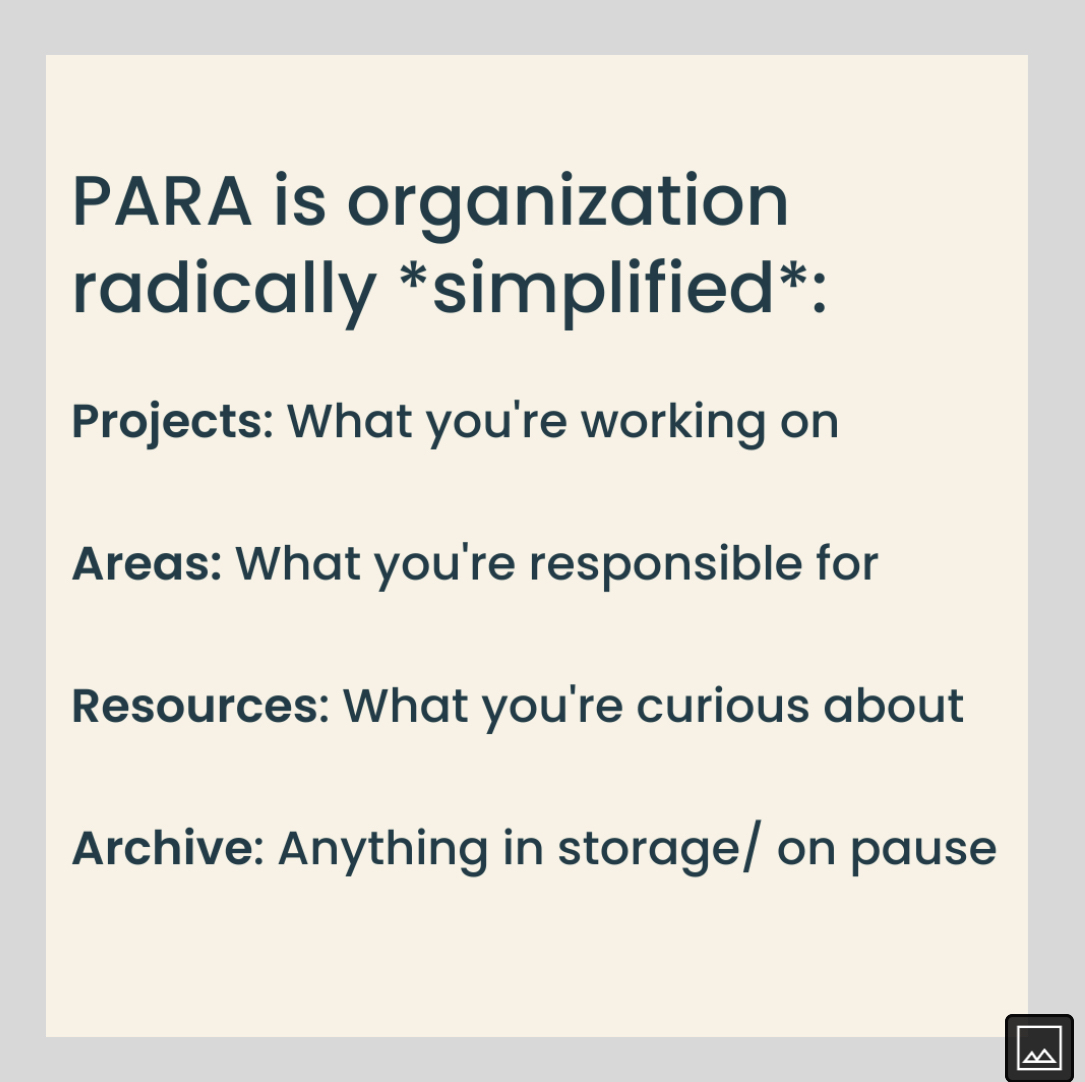 PARA is organization
radically *simplified*:
Projects: What you're working on
Areas: What you're responsible for
Resources: What you're curious about
Archive: Anything in storage/ on pause